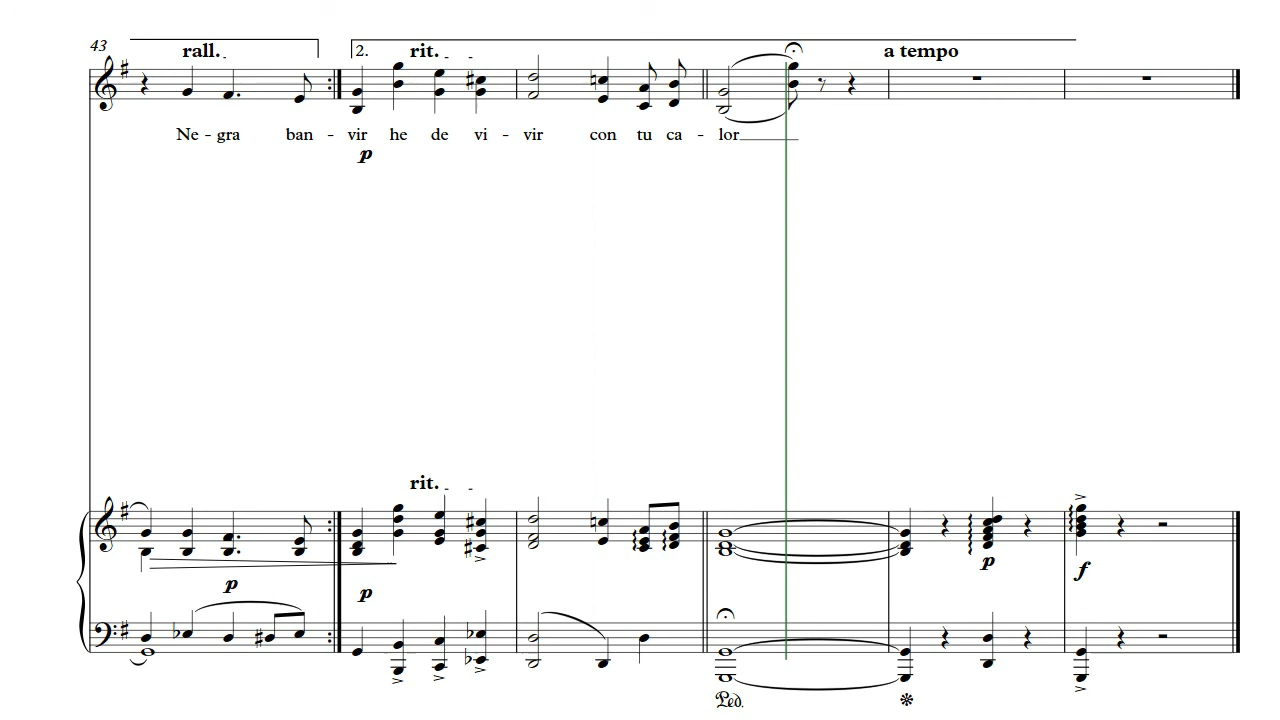 43
rall.
2.
rit.
a tempo
Ne - gra ban - vir he de vi - vir con tu ca - lor
p
rit.
p
p
p
f
Ped.